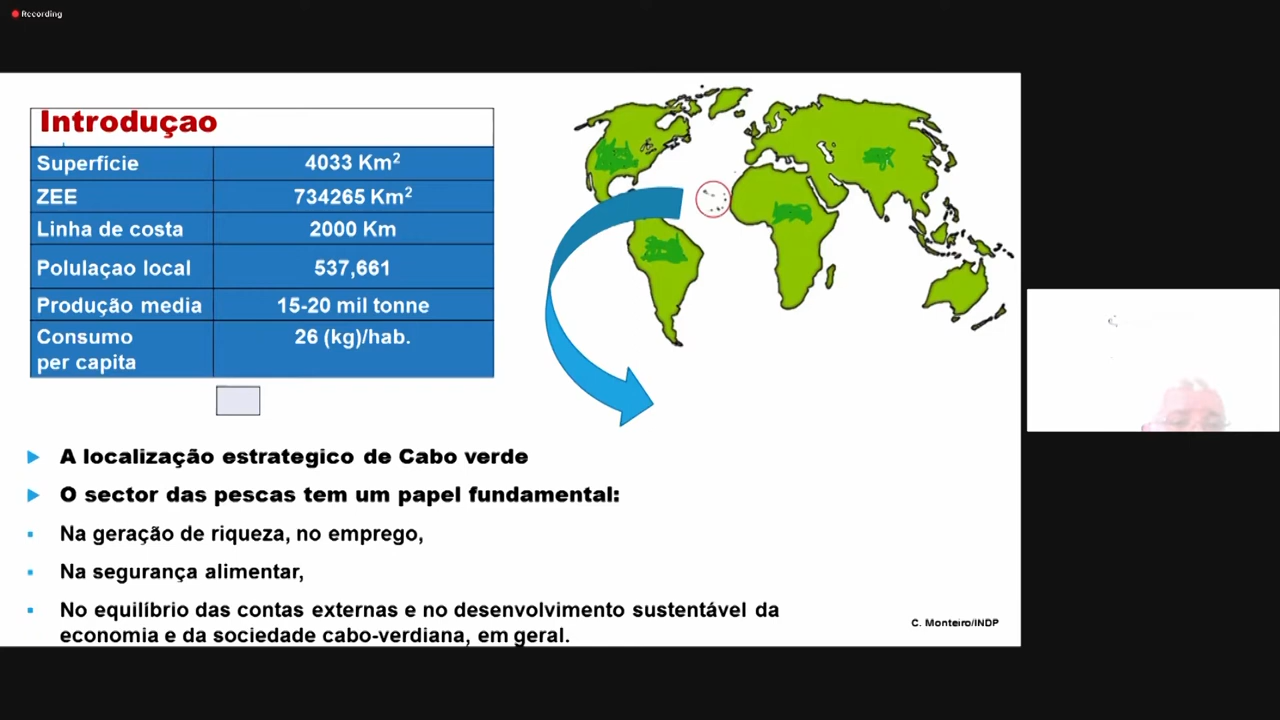 Recording
Introduçao
Superfície 4033 Km²
ZEE 734265 Km²
Linha de costa 2000 Km
Polulaçao local 537,661
Produção media 15-20 mil tonne
Consumo 26 (kg)/hab.
per capita
A localização estrategico de Cabo verde
O sector das pescas tem um papel fundamental:
Na geração de riqueza, no emprego,
Na segurança alimentar,
No equilíbrio das contas externas e no desenvolvimento sustentável da
economia e da sociedade cabo-verdiana, em geral.
C. Monteiro/INDP